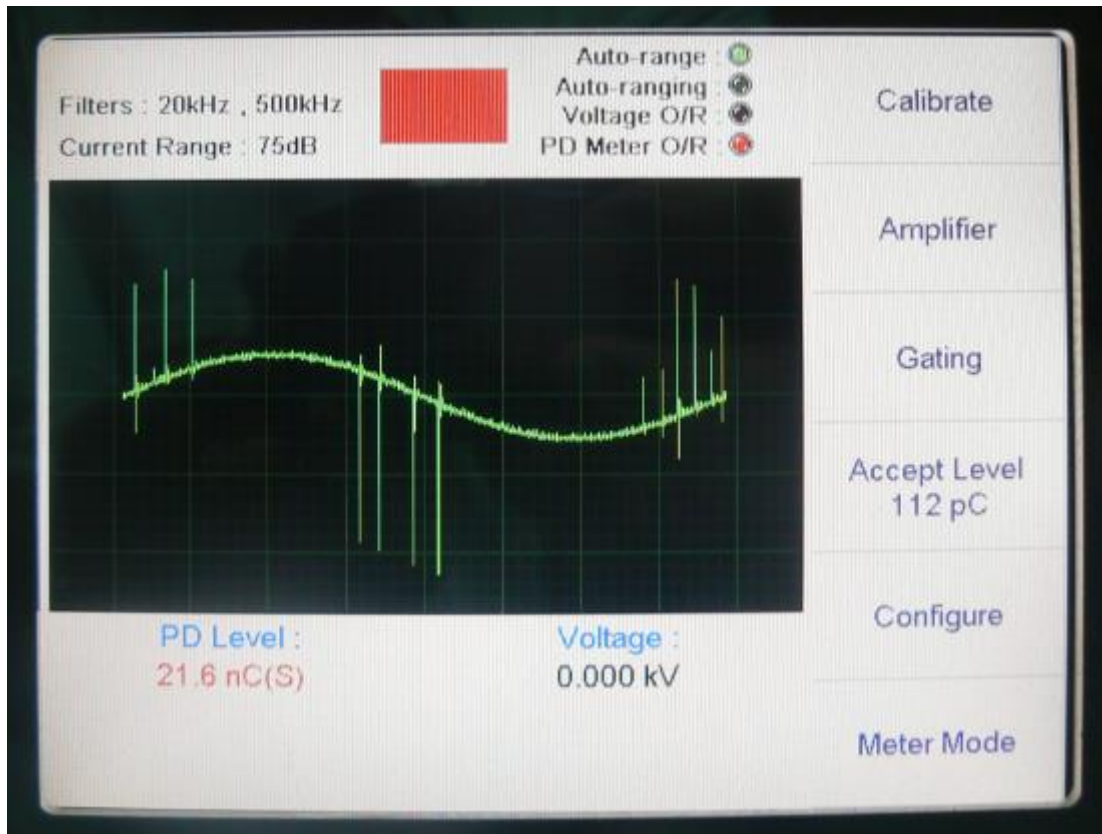 Filters : 20kHz , 500kHz
Current Range : 75dB
Auto-range :
Auto-ranging :
Voltage O/R :
PD Meter O/R :
Calibrate
Amplifier
Gating
Accept Level
112 pC
Configure
Meter Mode
PD Level :
21.6 nC(S)
Voltage :
0.000 kV